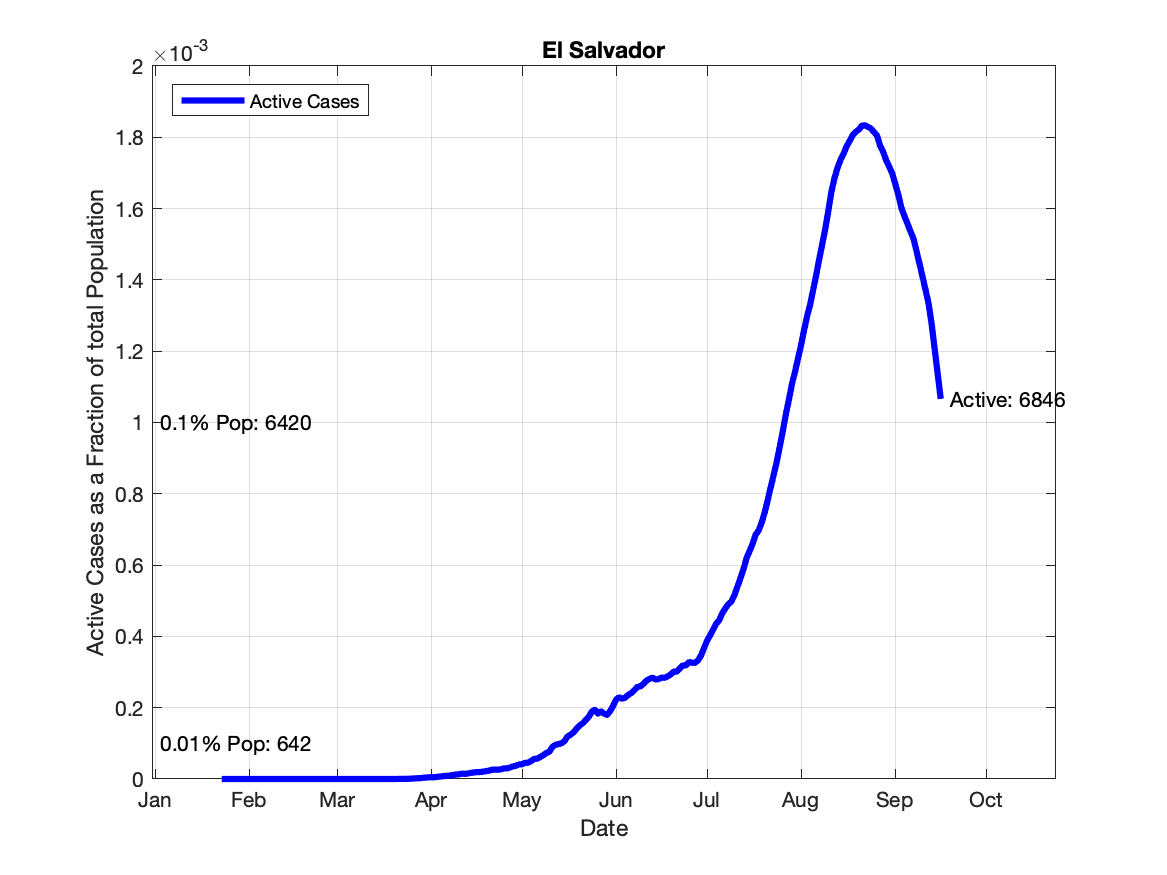 El Salvador
×10-3
Active Cases
2
1.8
1.6
1.4
1.2
1
0.8
0.6
0.4
0.2
0
Active Cases as a Fraction of total Population
0.1% Pop: 6420
0.01% Pop: 642
Active: 6846
Jan Feb Mar Apr May Jun Jul Aug Sep Oct
Date